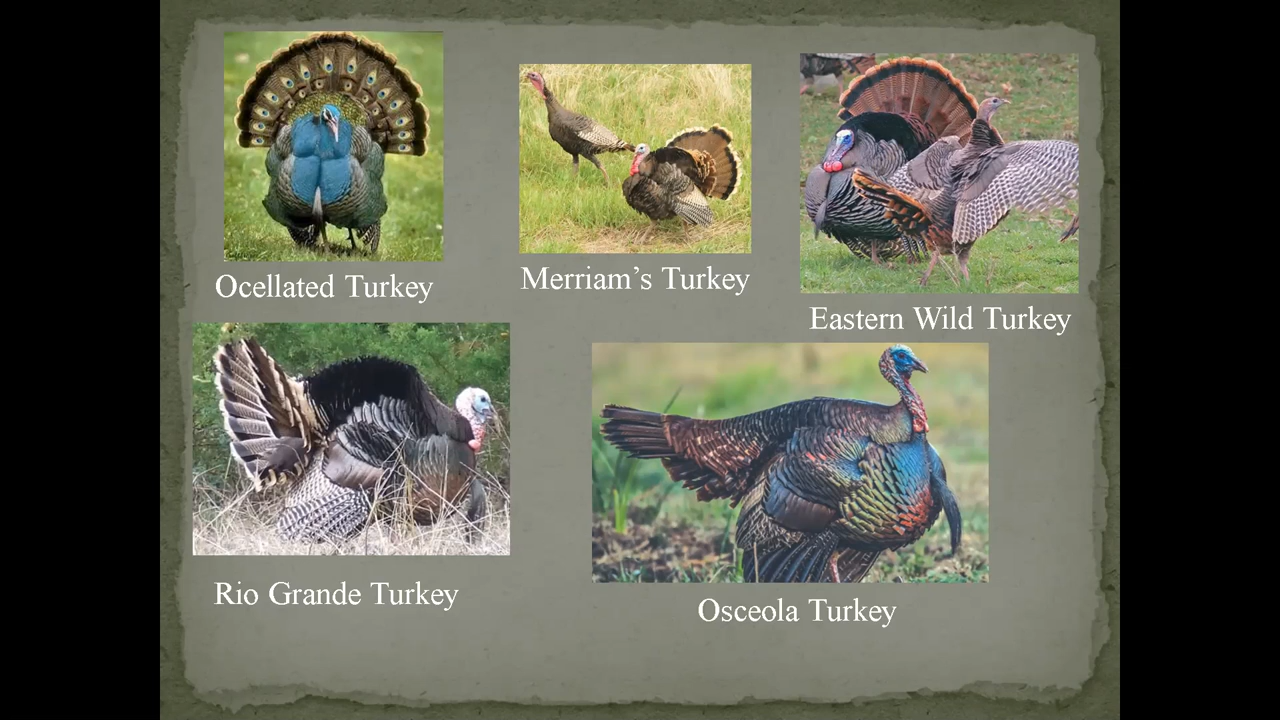 Ocellated Turkey
Merriam’s Turkey
Eastern Wild Turkey
Rio Grande Turkey
Osceola Turkey